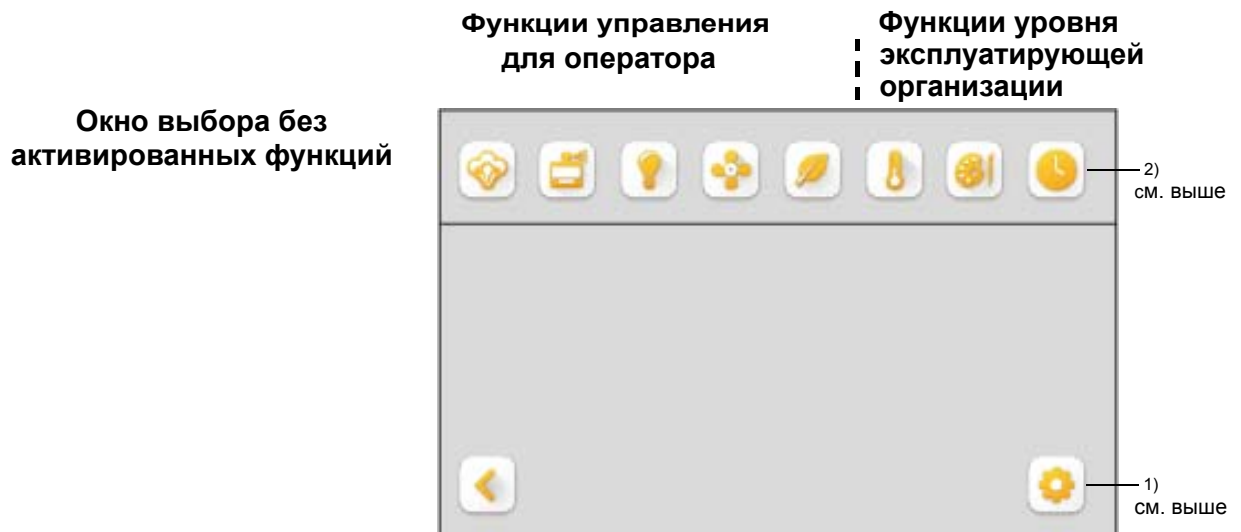 Функции управления
для оператора
Функции уровня
эксплуатирующей
организации
Окно выбора без
активированных функций
2)
см. выше
1)
см. выше